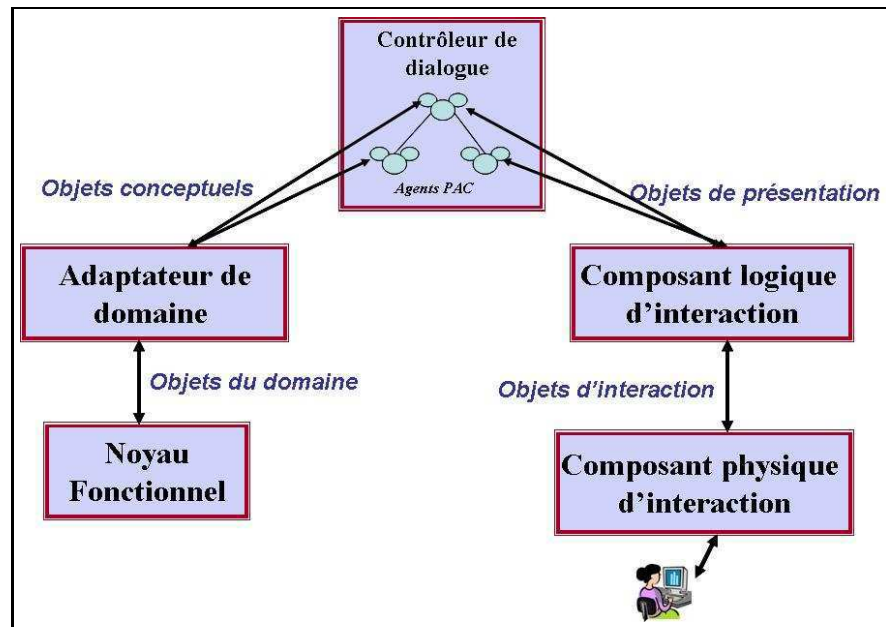 Contrôleur de
dialogue
Agents PAC
Objets conceptuels
Objets de présentation
Adaptateur de
domaine
Composant logique
d'interaction
Objets du domaine
Objets d'interaction
Noyau
Fonctionnel
Composant physique
d'interaction